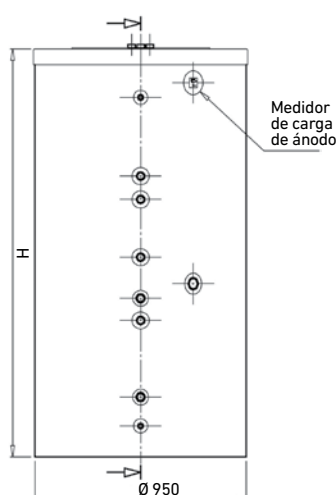 Medidor
de carga
de ánodo
H
Ø 950